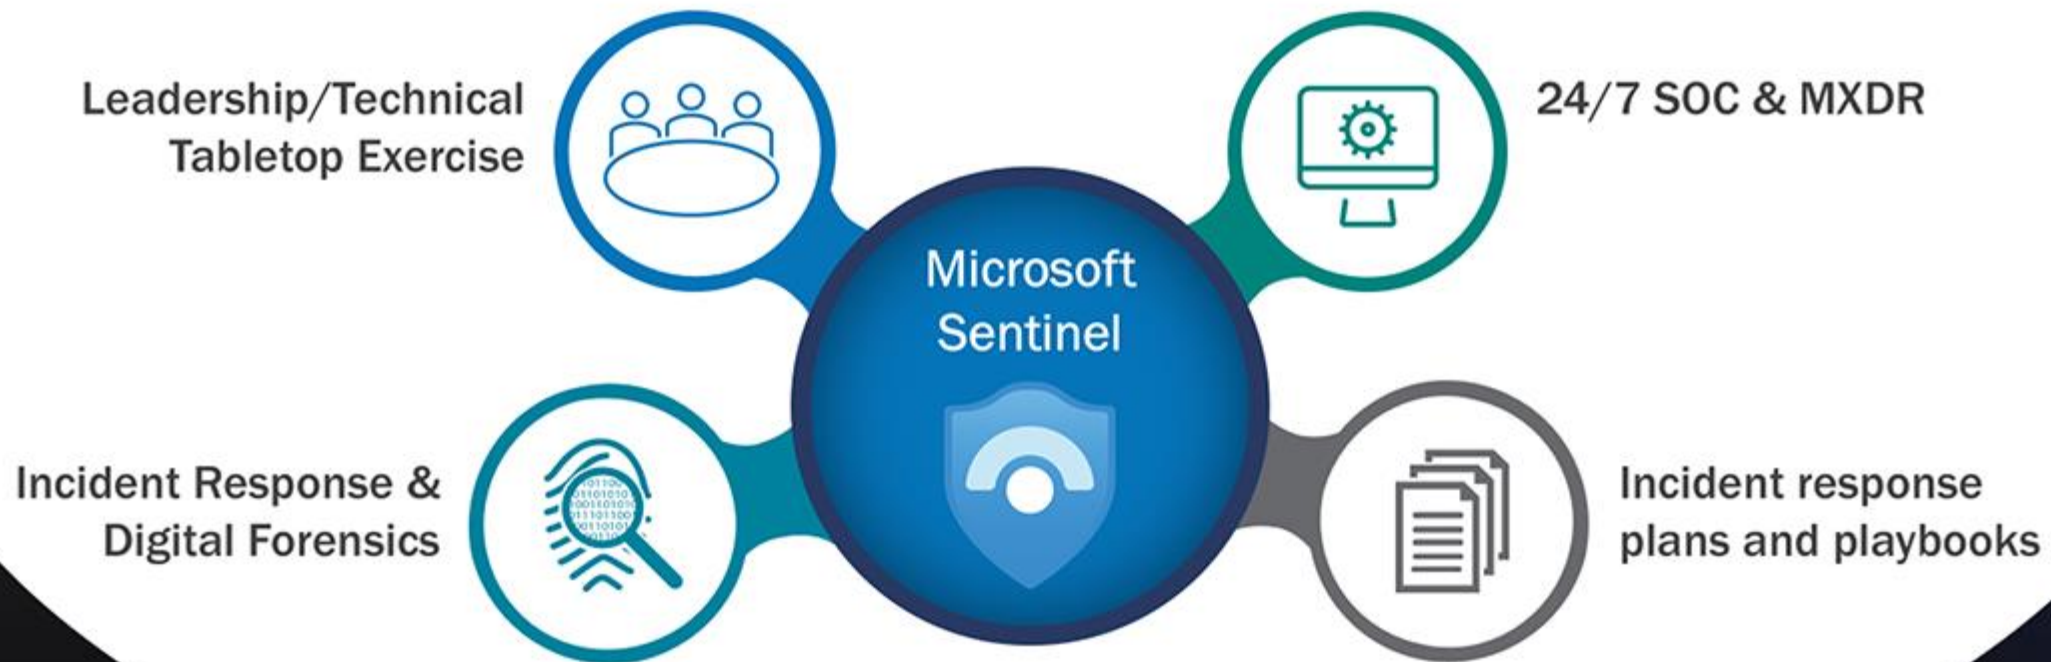 Leadership/Technical
Tabletop Exercise
24/7 SOC & MXDR
Microsoft
Sentinel
Incident Response &
Digital Forensics
Incident response
plans and playbooks